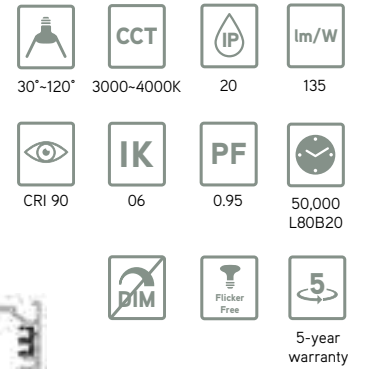 CCT
IP
lm/W
30˚~120˚
3000~4000K
20
135
IK
PF
CRI 90
06
0.95
50,000
L80B20
DIM
Flicker
Free
5
5-year
warranty